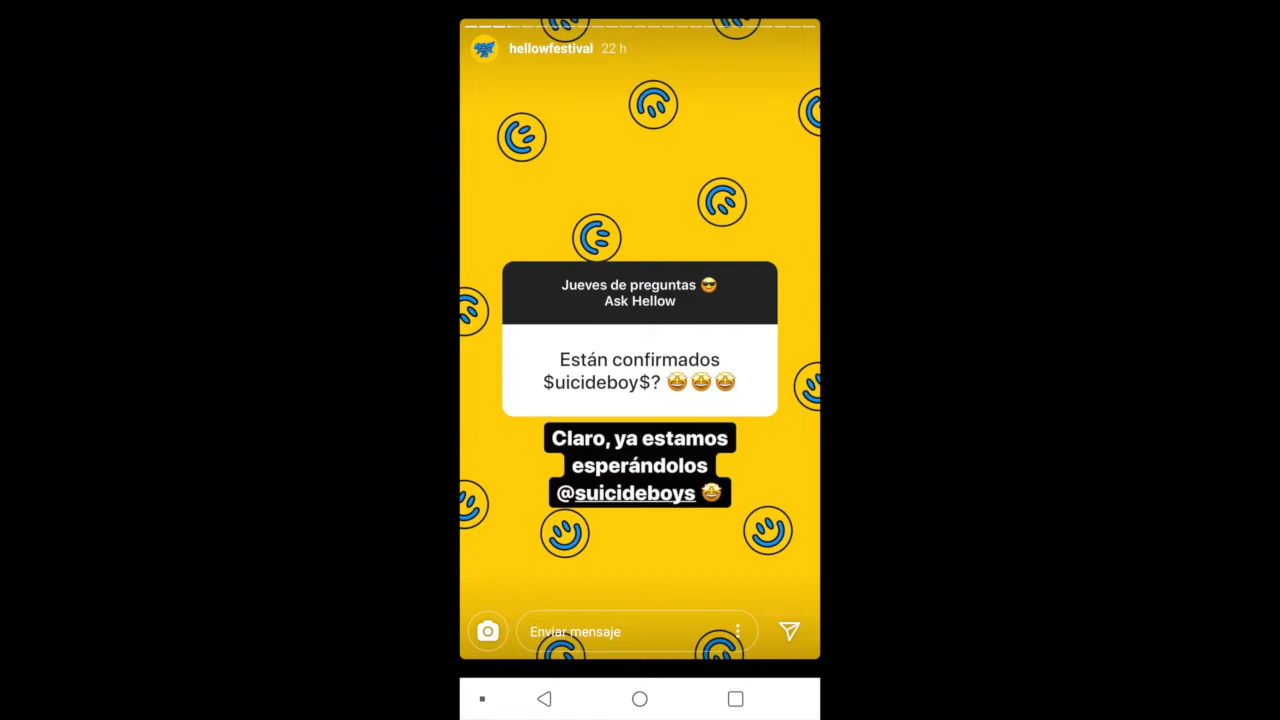 hellowfestival 22 h
Jueves de preguntas 😎
Ask Hellow
Están confirmados
$uicideboy$? 🤩🤩🤩
Claro, ya estamos
esperándolos
@suicideboys 🤩
Enviar mensaje